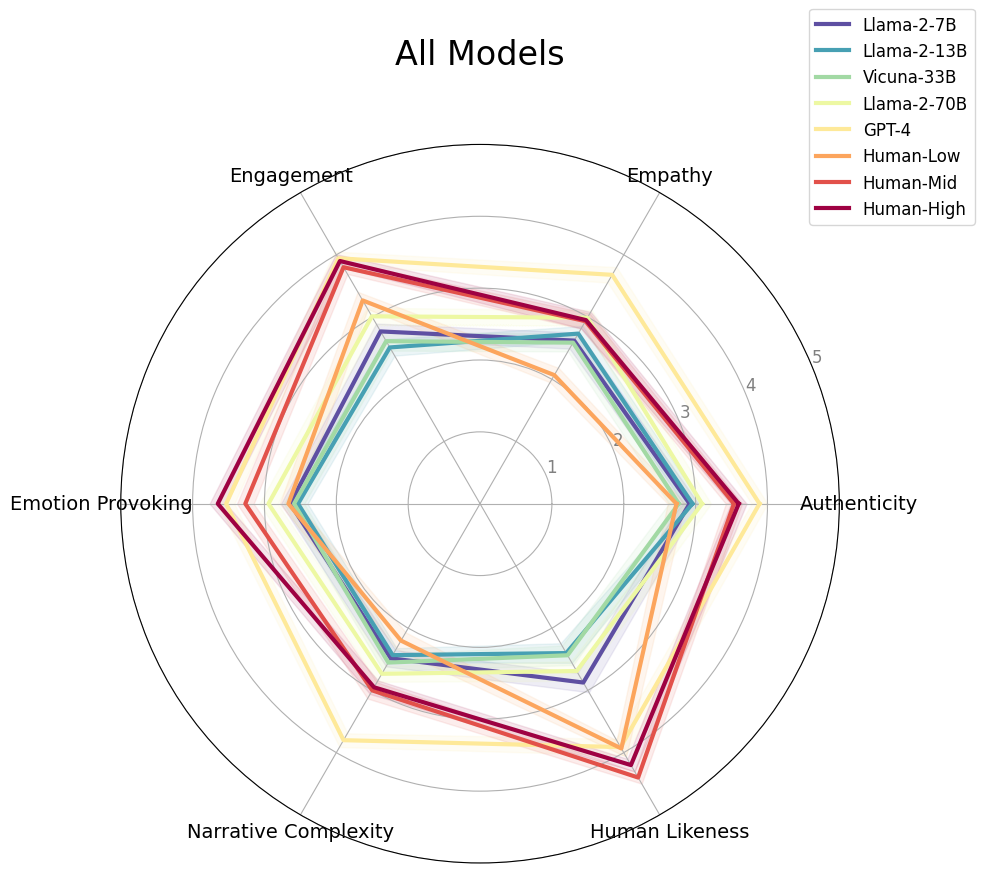 All Models
Llama-2-7B
Llama-2-13B
Vicuna-33B
Llama-2-70B
GPT-4
Human-Low
Human-Mid
Human-High
Engagement
Empathy
5
4
3
2
1
Emotion Provoking
Authenticity
Narrative Complexity
Human Likeness